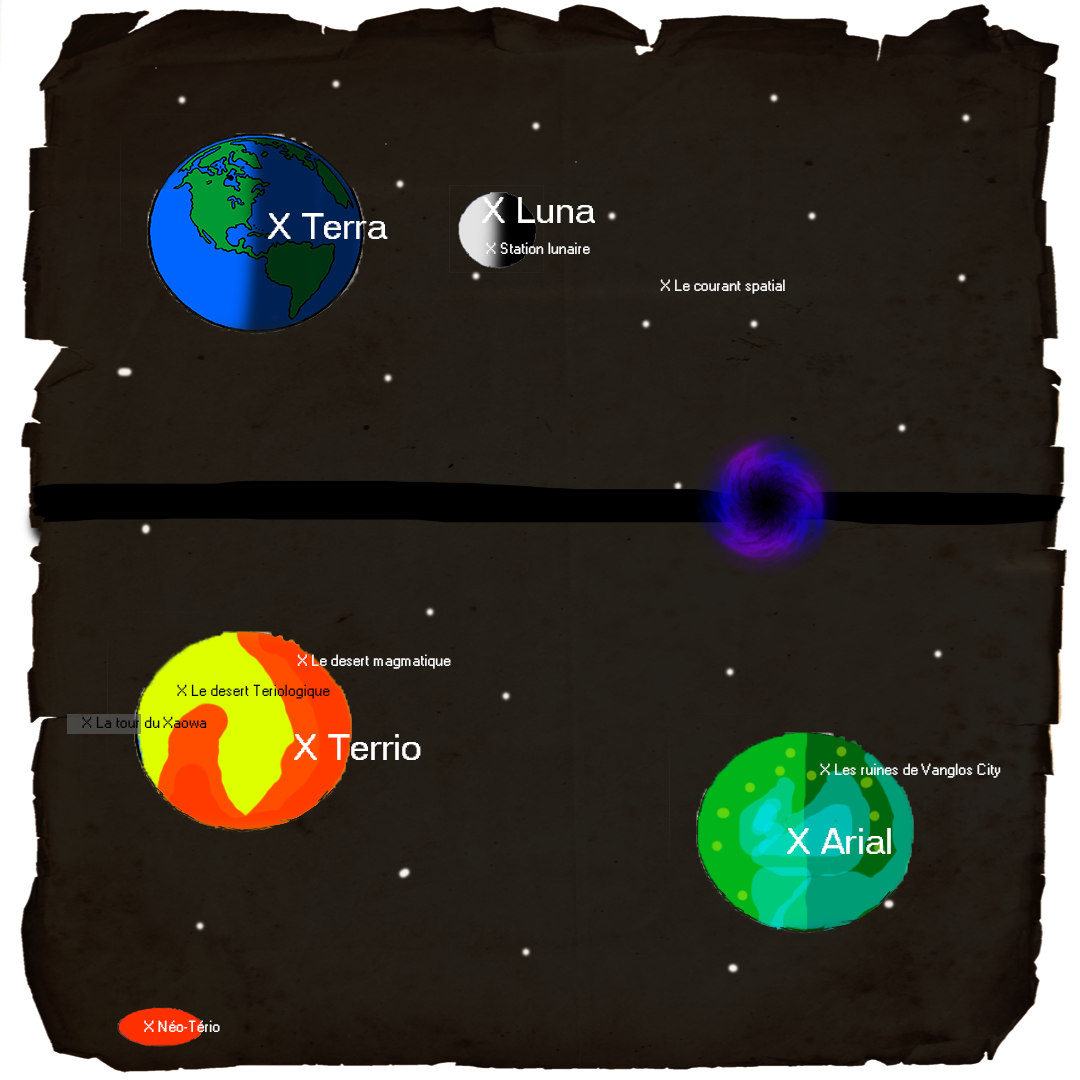 X Terra
X Luna
X Station lunaire
X Le courant spatial
X Le desert magmatique
X Le desert Teriologique
X La tour du Xaowa
X Terrio
X Les ruines de Vanglos City
X Arial
X Néo-Tério